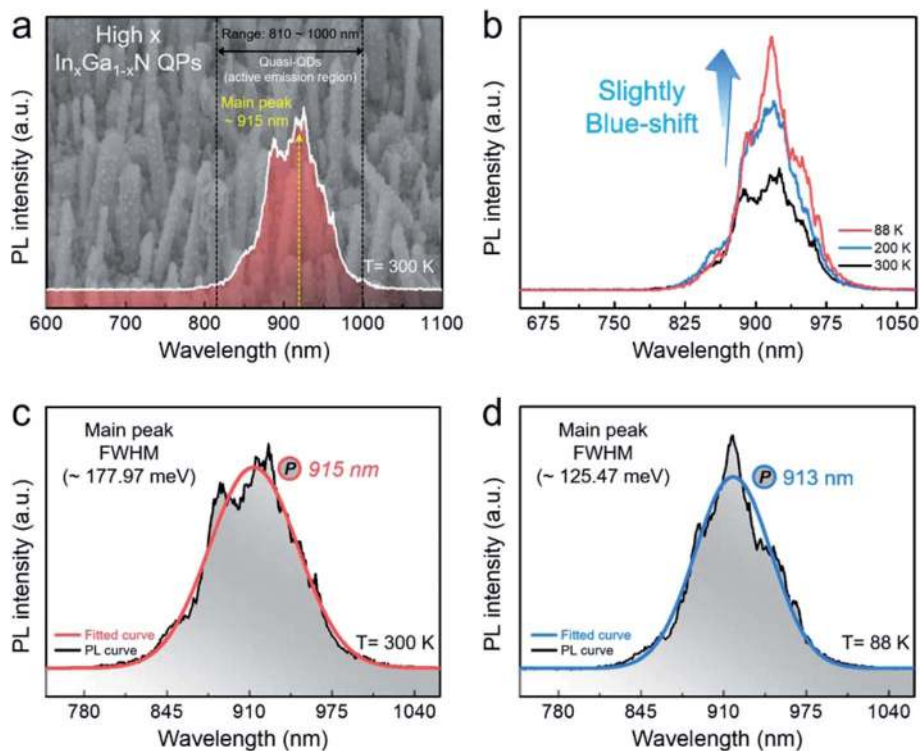 a
High x
InxGa1-xN QPs
Range: 810 ~ 1000 nm
Quasi-QDs
(active emission region)
Main peak
~ 915 nm
T= 300 K
PL intensity (a.u.)
600 700 800 900 1000 1100
Wavelength (nm)
b
Slightly
Blue-shift
88 K
200 K
300 K
PL intensity (a.u.)
675 750 825 900 975 1050
Wavelength (nm)
c
Main peak
FWHM
(~ 177.97 meV)
P 915 nm
Fitted curve
PL curve
T= 300 K
PL intensity (a.u.)
780 845 910 975 1040
Wavelength (nm)
d
Main peak
FWHM
(~ 125.47 meV)
P 913 nm
Fitted curve
PL curve
T= 88 K
PL intensity (a.u.)
780 845 910 975 1040
Wavelength (nm)